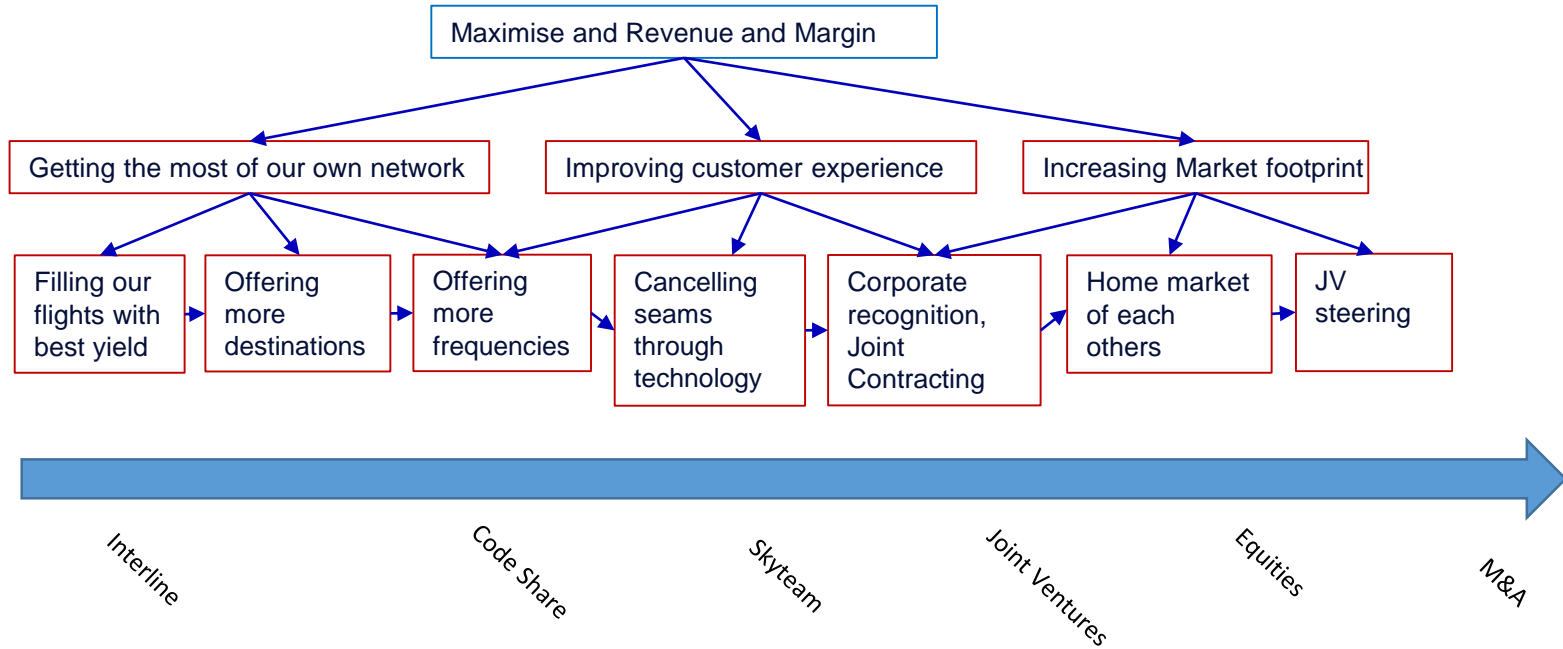 Maximise and Revenue and Margin
Getting the most of our own network
Improving customer experience
Increasing Market footprint
Filling our
flights with
best yield
Offering
more
destinations
Offering
more
frequencies
Cancelling
seams
through
technology
Corporate
recognition,
Joint
Contracting
Home market
of each
others
JV
steering
Interline
Code Share
Skyteam
Joint Ventures
Equities
M&A